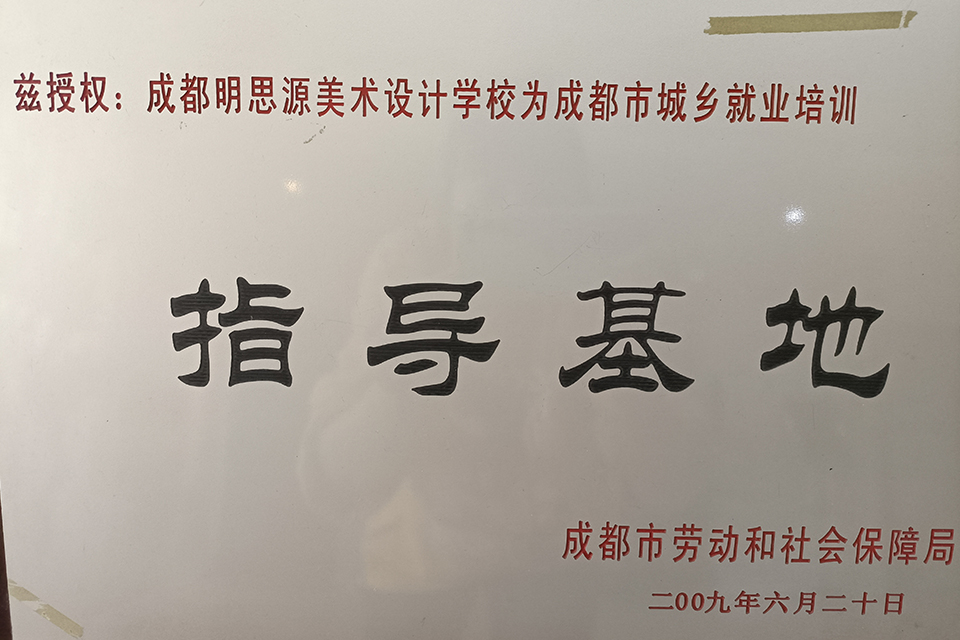 兹授权：成都明思源美术设计学校为成都市城乡就业培训
指导基地
成都市劳动和社会保障局
二00九年六月二十日